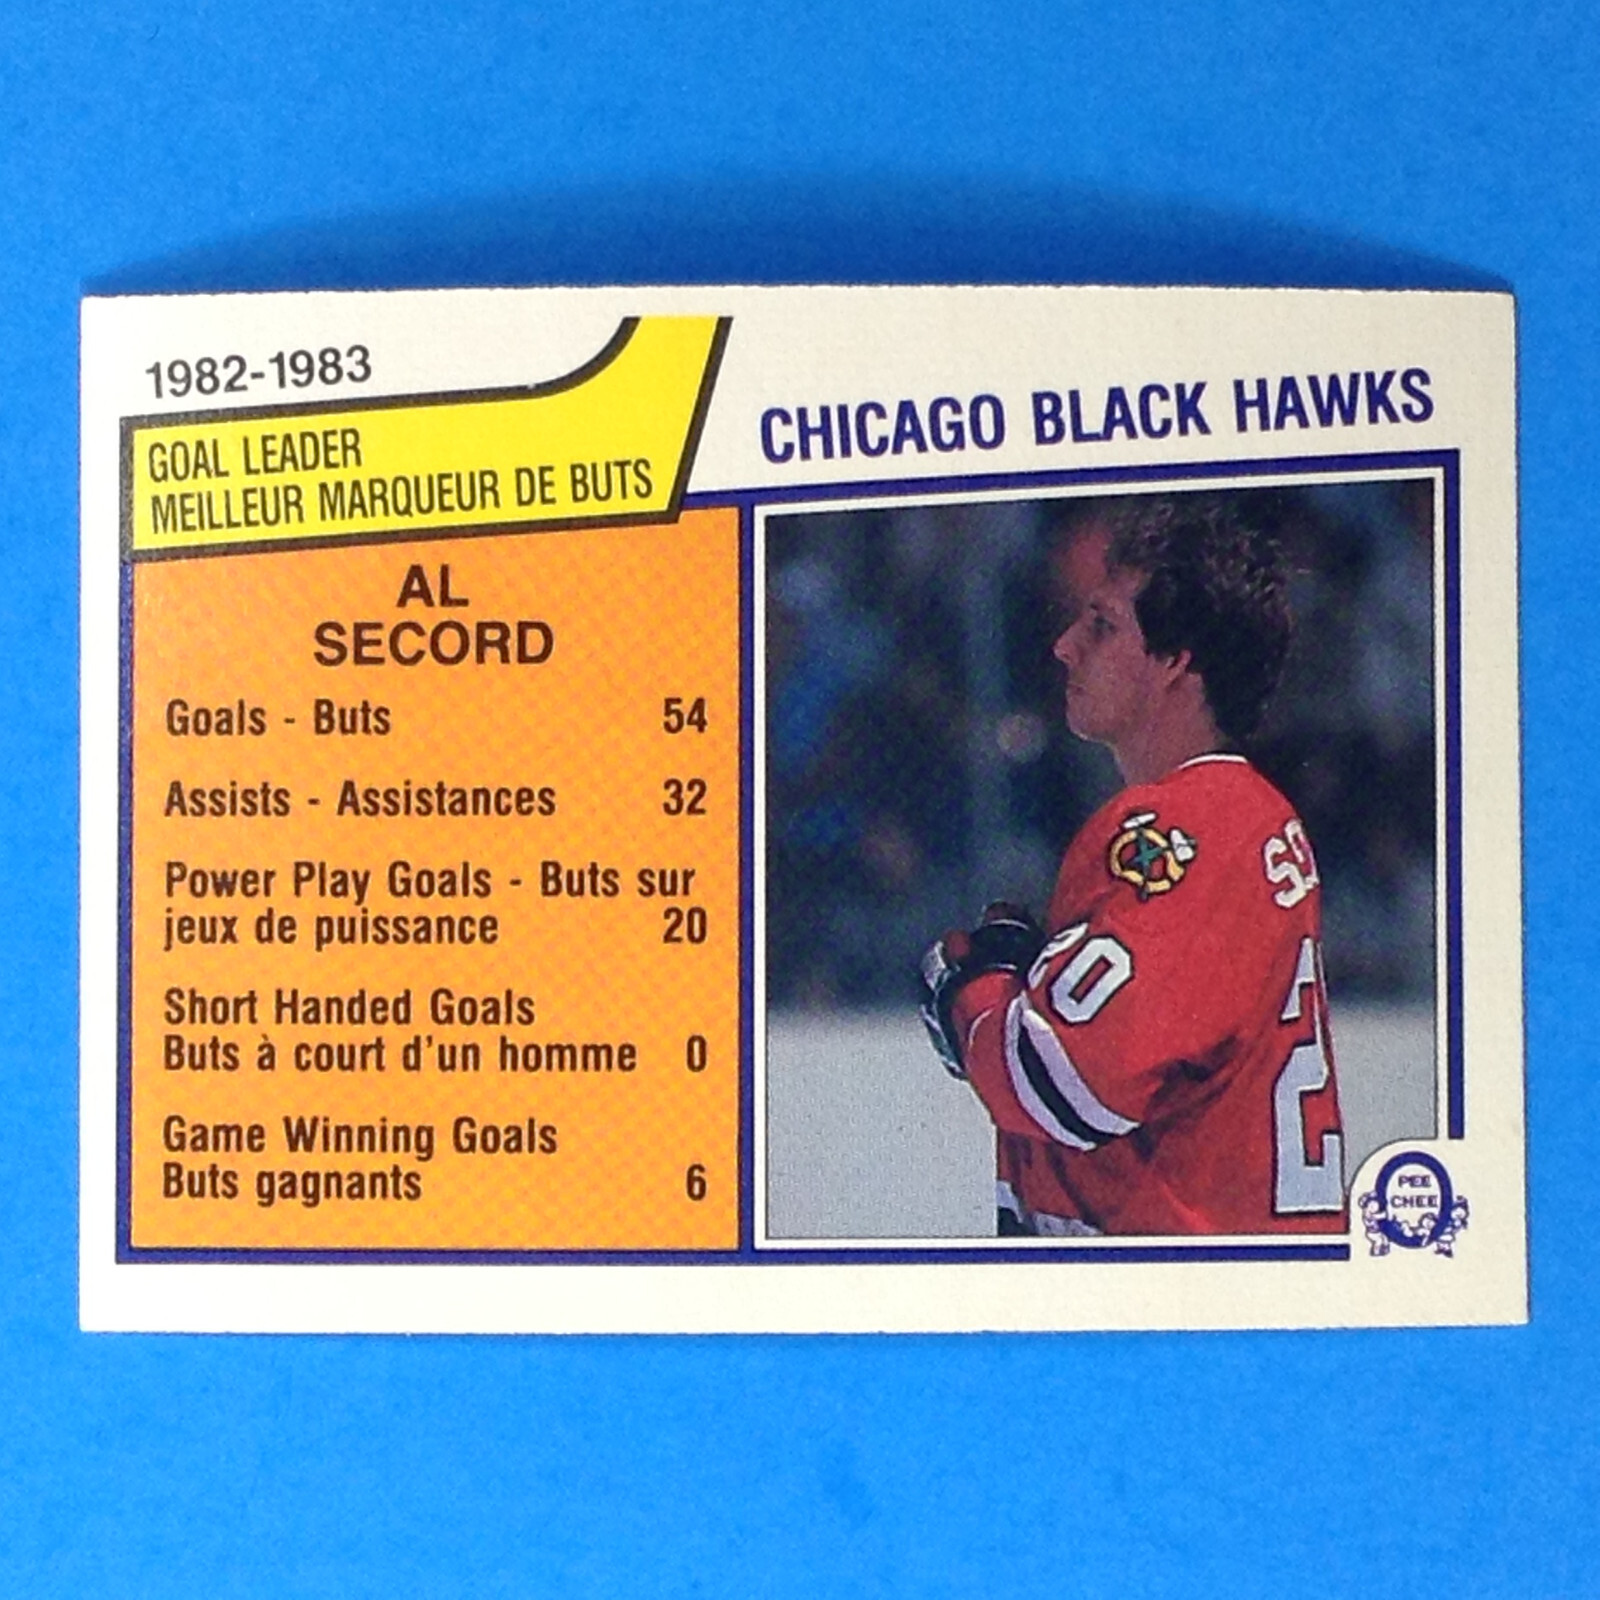 1982-1983
GOAL LEADER
MEILLEUR MARQUEUR DE BUTS
CHICAGO BLACK HAWKS
AL
SECORD
Goals - Buts 54
Assists - Assistances 32
Power Play Goals - Buts sur
jeux de puissance 20
Short Handed Goals
Buts à court d'un homme 0
Game Winning Goals
Buts gagnants 6
20
PEE
CHEE